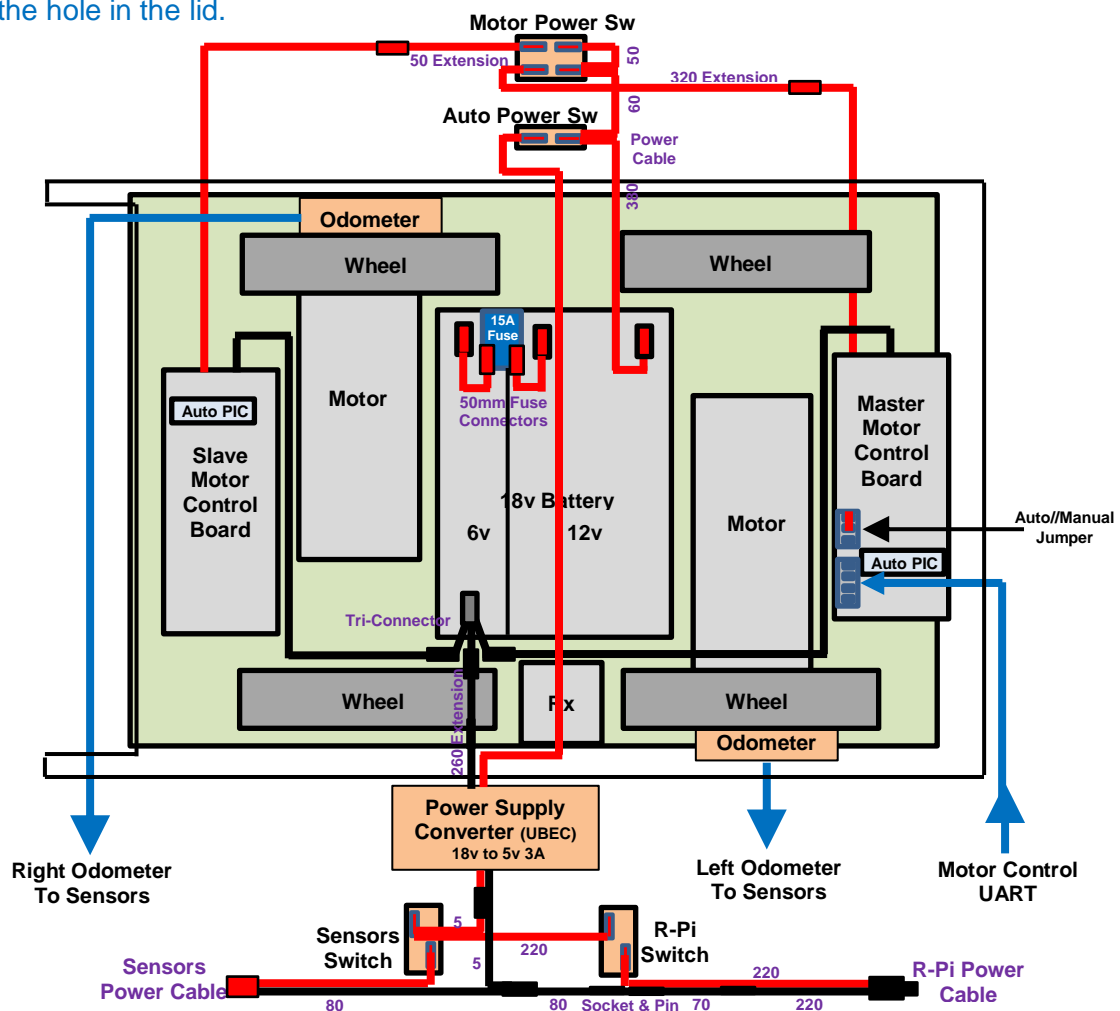 the hole in the lid.
Motor Power Sw
50 Extension
50
320 Extension
60
Auto Power Sw
Power
Cable
380
Odometer
Wheel
Wheel
15A
Fuse
Motor
50mm Fuse
Connectors
Auto PIC
Slave
Motor
Control
Board
Master
Motor
Control
Board
18v Battery
6v
12v
Motor
Auto//Manual
Jumper
Auto PIC
Tri-Connector
Wheel
Rx
Wheel
260 Extension
Odometer
Power Supply
Converter (UBEC)
18v to 5v 3A
Right Odometer
To Sensors
Left Odometer
To Sensors
Motor Control
UART
Sensors
Switch
5
220
5
R-Pi
Switch
Sensors
Power Cable
220
R-Pi Power
Cable
80
80
Socket & Pin
70
220